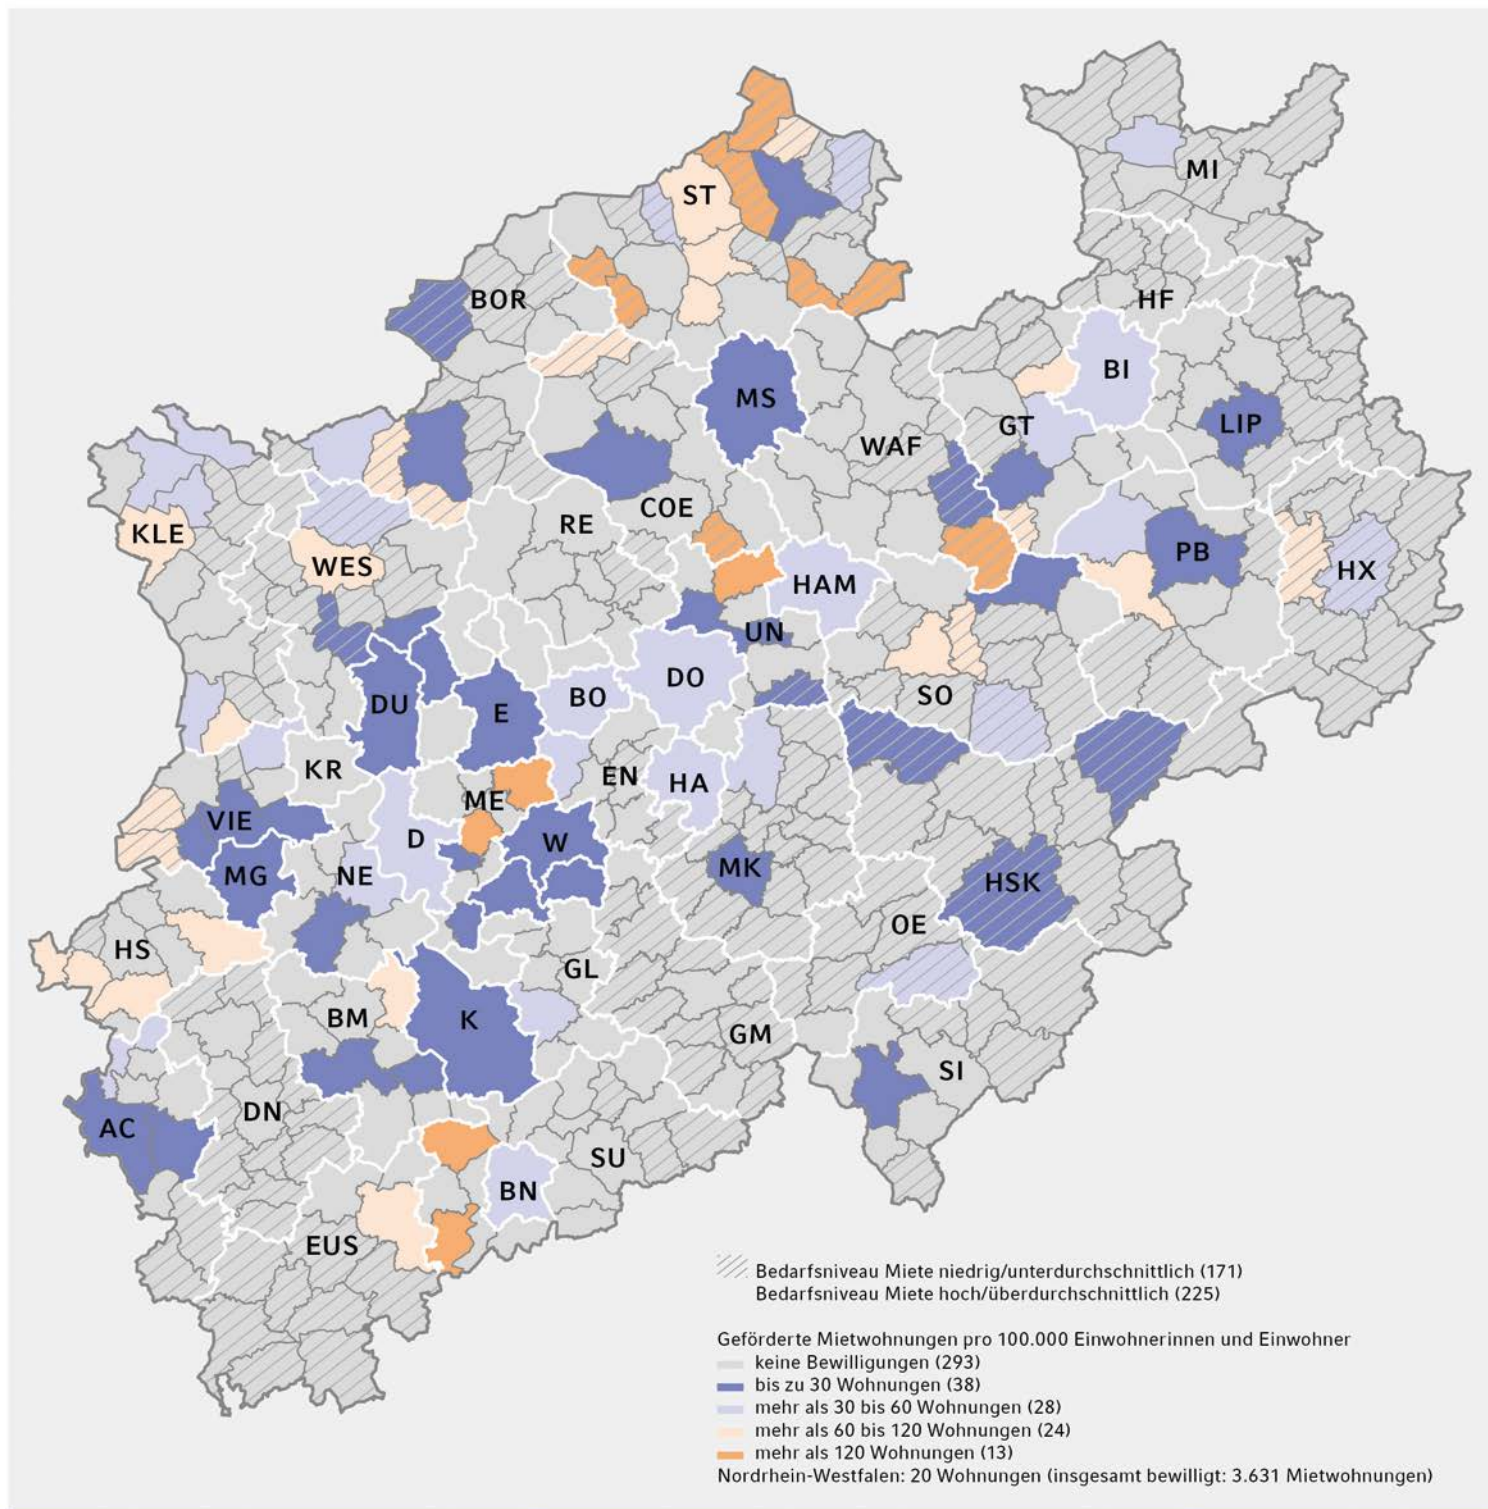 MI
ST
BOR
HF
BI
MS
LIP
GT
WAF
COE
RE
KLE
PB
WES
HX
HAM
UN
DO
DU
E
BO
SO
KR
EN
HA
ME
VIE
D
W
MG
NE
MK
HSK
OE
HS
GL
BM
K
GM
SI
DN
AC
SU
BN
EUS
Bedarfsniveau Miete niedrig/unterdurchschnittlich (171)
Bedarfsniveau Miete hoch/überdurchschnittlich (225)
Geförderte Mietwohnungen pro 100.000 Einwohnerinnen und Einwohner
keine Bewilligungen (293)
bis zu 30 Wohnungen (38)
mehr als 30 bis 60 Wohnungen (28)
mehr als 60 bis 120 Wohnungen (24)
mehr als 120 Wohnungen (13)
Nordrhein-Westfalen: 20 Wohnungen (insgesamt bewilligt: 3.631 Mietwohnungen)